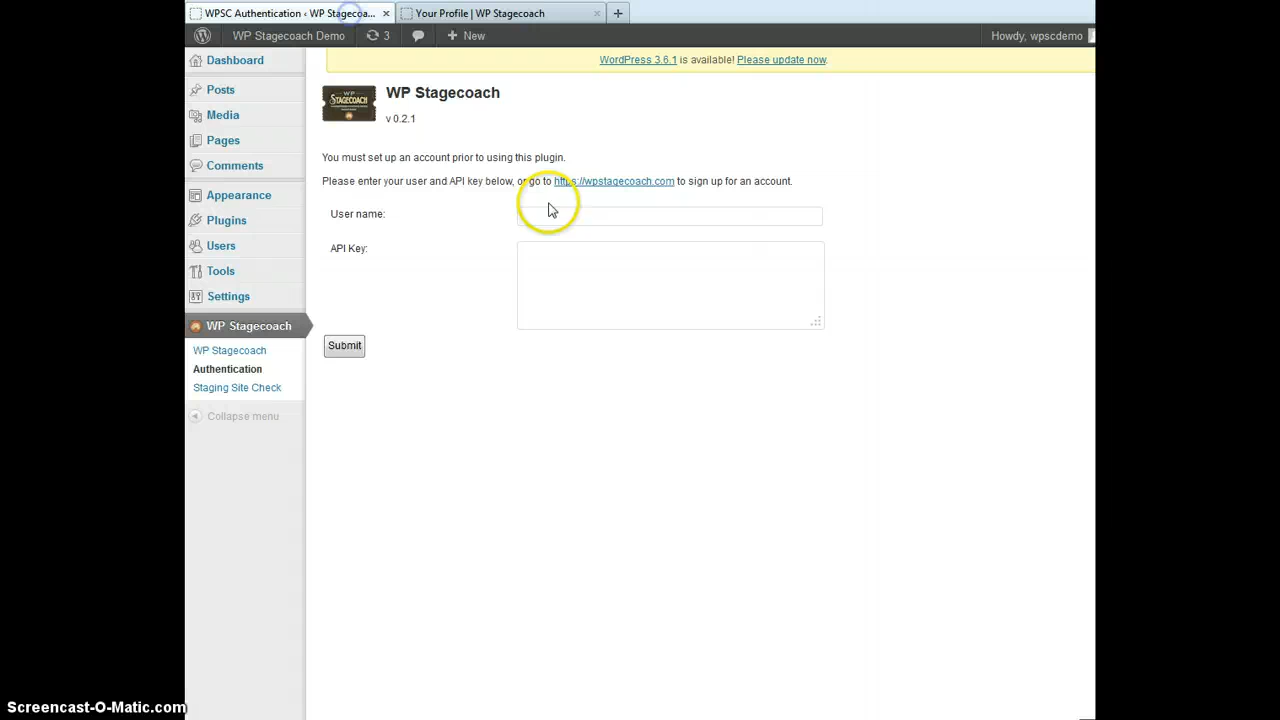 WPSC Authentication ‹ WP Stagecoa... × Your Profile | WP Stagecoach × +
WP Stagecoach Demo 3 + New Howdy, wpscdemo
WordPress 3.6.1 is available! Please update now.
Dashboard
Posts
Media
Pages
Comments
Appearance
Plugins
Users
Tools
Settings
WP Stagecoach
WP Stagecoach
Authentication
Staging Site Check
Collapse menu
WP
STAGECOACH
WP Stagecoach
v 0.2.1
You must set up an account prior to using this plugin.
Please enter your user and API key below, or go to https://wpstagecoach.com to sign up for an account.
User name:
API Key:
Submit
Screencast-O-Matic.com